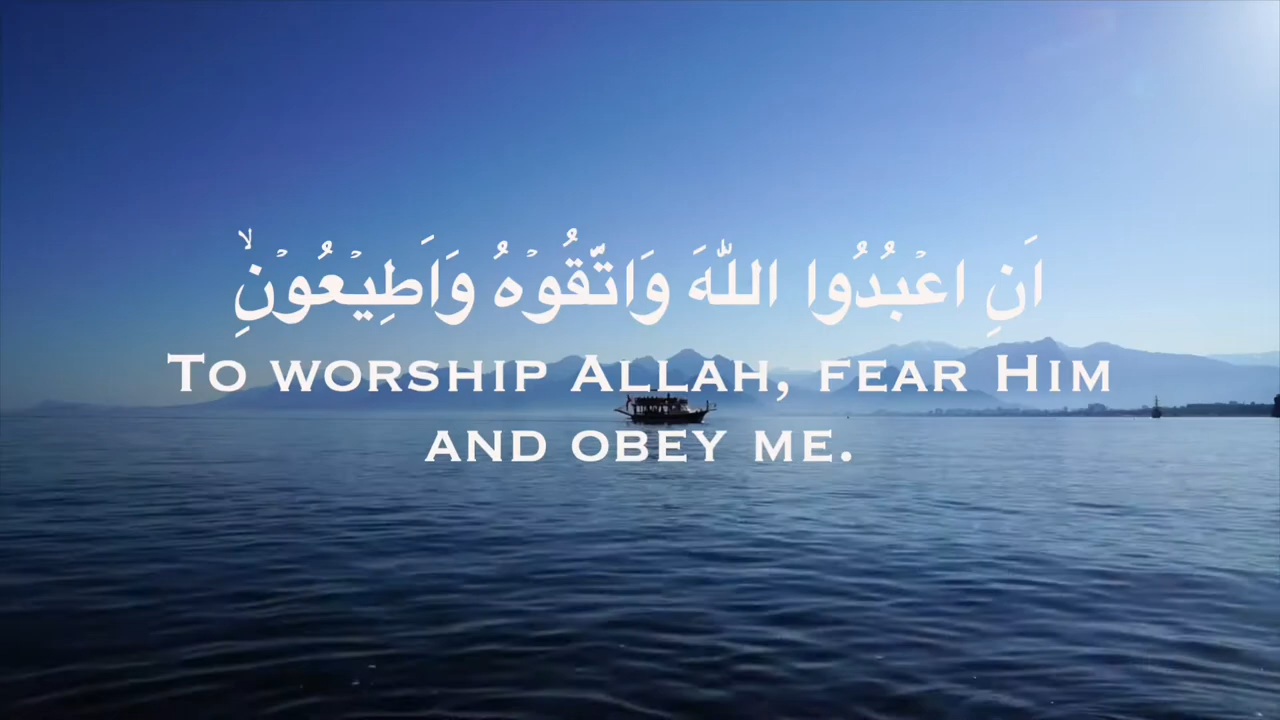 اَنِ اعْبُدُوا اللّٰهَ وَاتَّقُوْهُ وَاَطِيْعُوْنِۙ
To worship Allah, fear Him
and obey me.